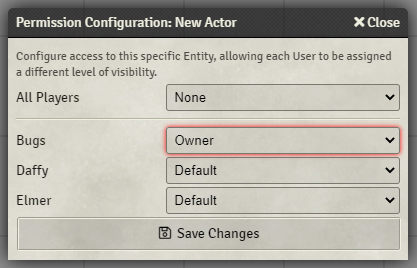 Permission Configuration: New Actor
Close
Configure access to this specific Entity, allowing each User to be assigned
a different level of visibility.
All Players None
Bugs Owner
Daffy Default
Elmer Default
Save Changes